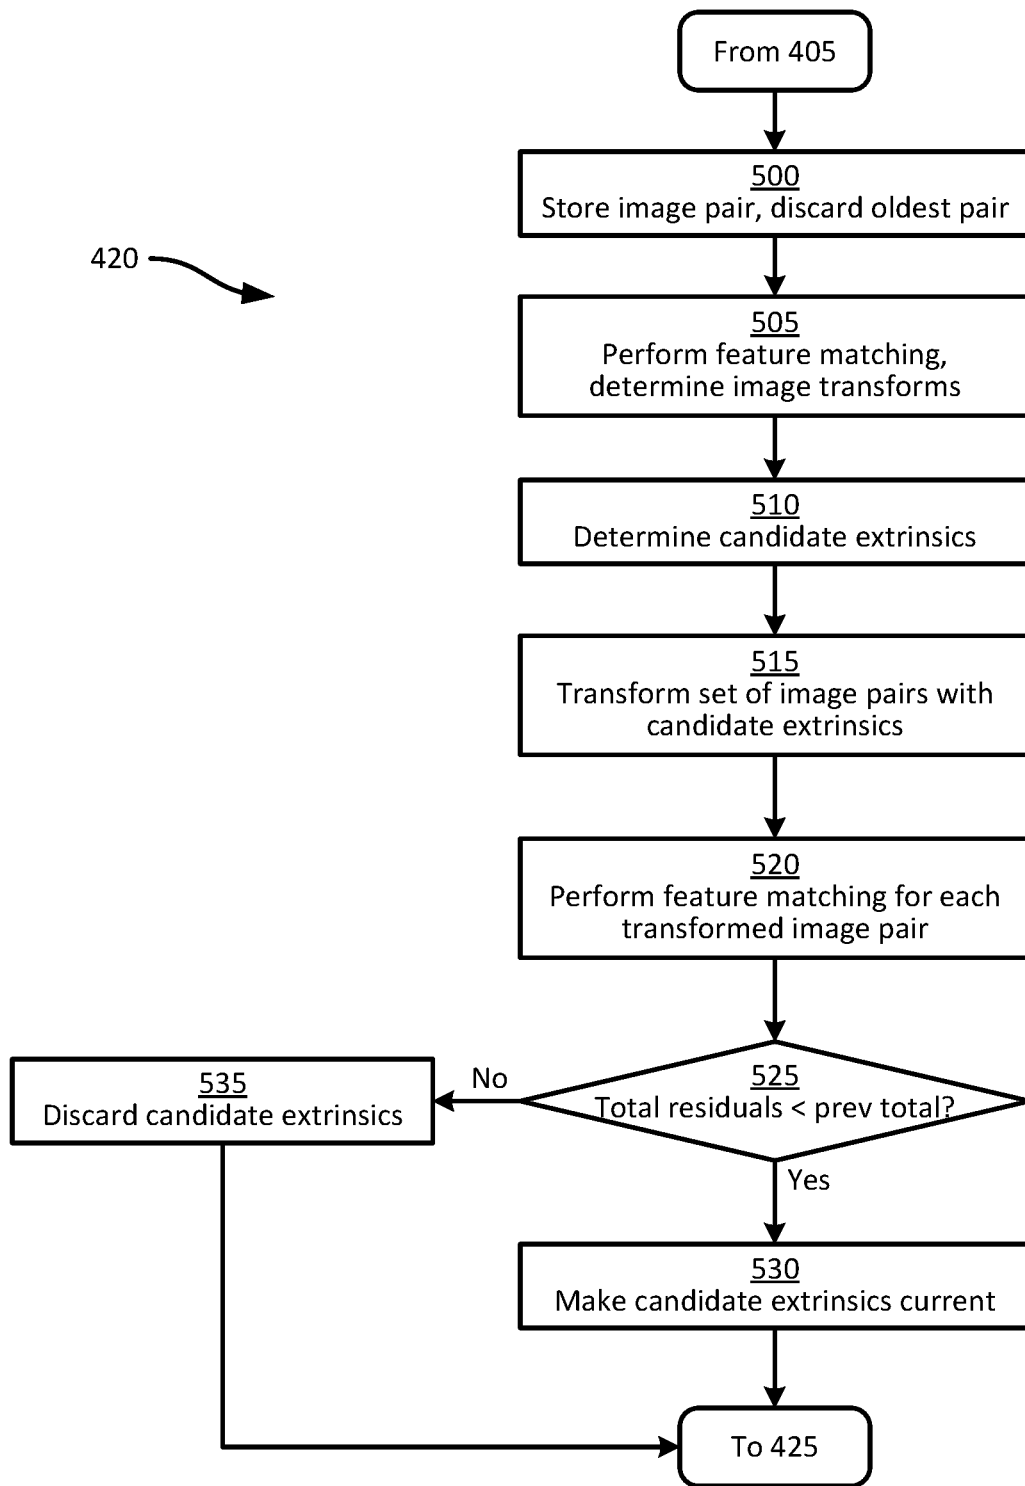 From 405
500
Store image pair, discard oldest pair
420
505
Perform feature matching,
determine image transforms
510
Determine candidate extrinsics
515
Transform set of image pairs with
candidate extrinsics
520
Perform feature matching for each
transformed image pair
525
Total residuals < prev total?
No
535
Discard candidate extrinsics
Yes
530
Make candidate extrinsics current
To 425